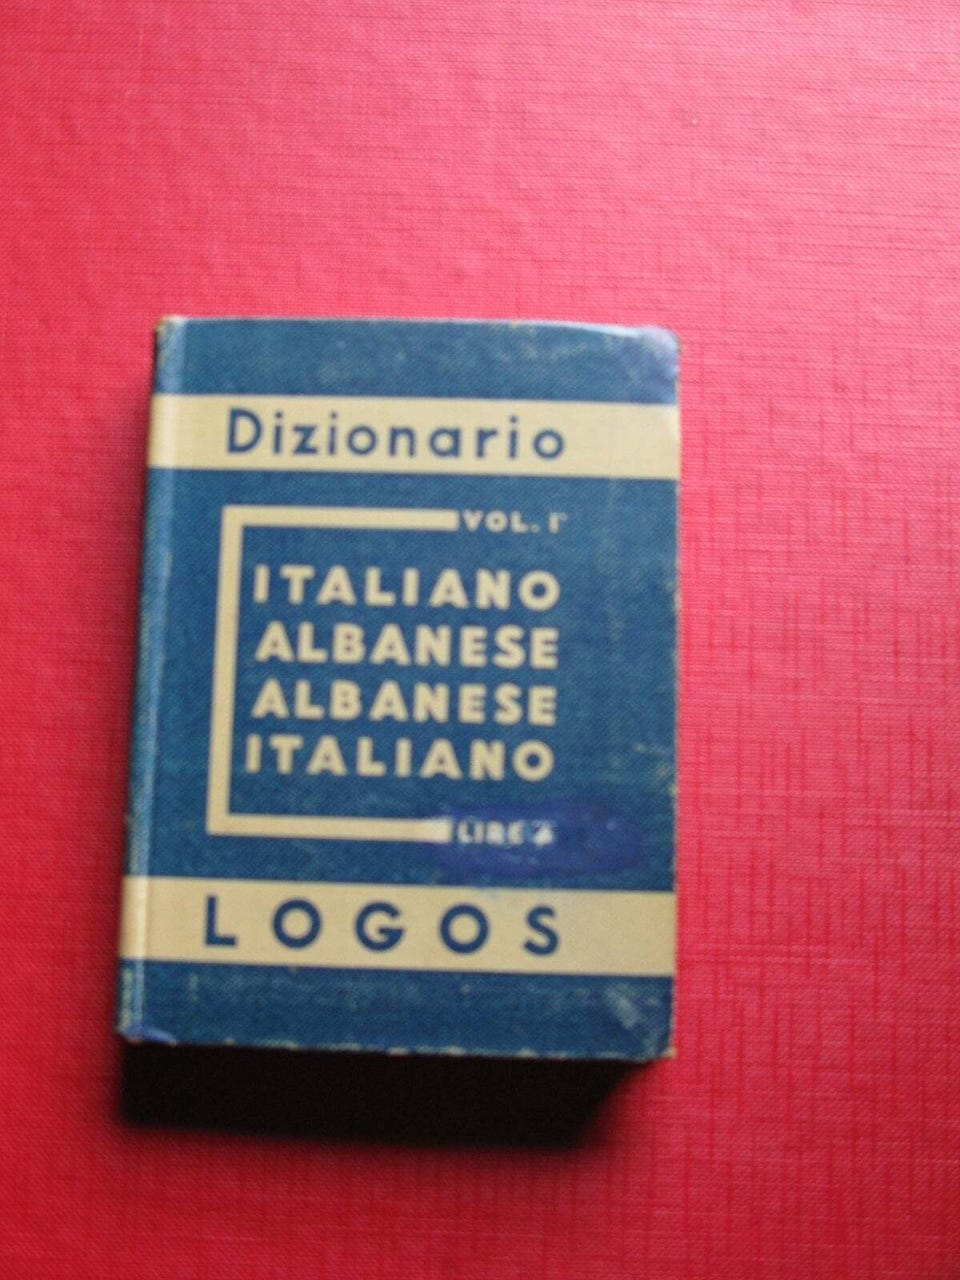 Dizionario
VOL. I°
ITALIANO
ALBANESE
ALBANESE
ITALIANO
LIRE
LOGOS